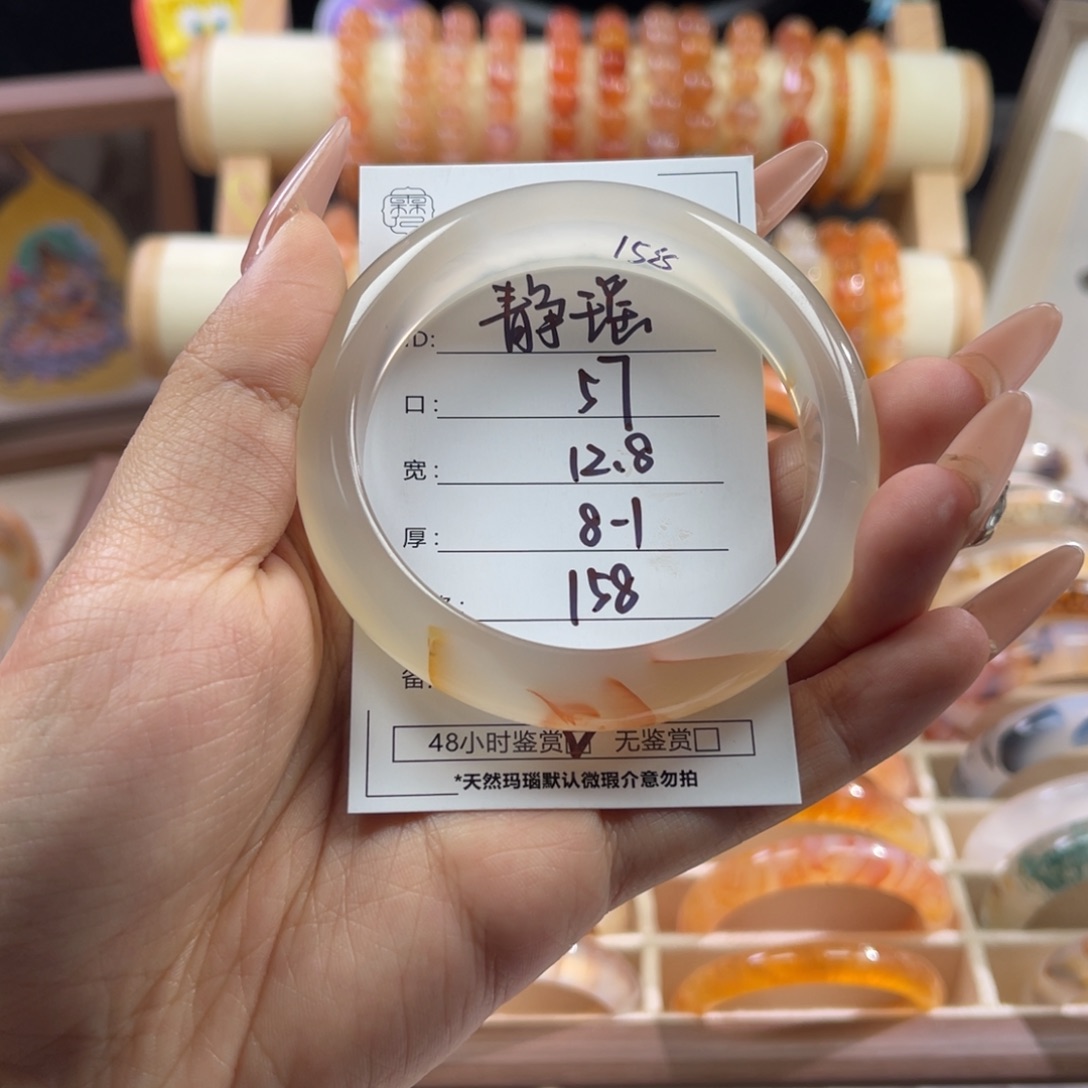 D: 静瑶
口: 57
宽: 12.8
厚: 8-1
158
备:
48小时鉴赏 无鉴赏
*天然玛瑙默认微瑕介意勿拍